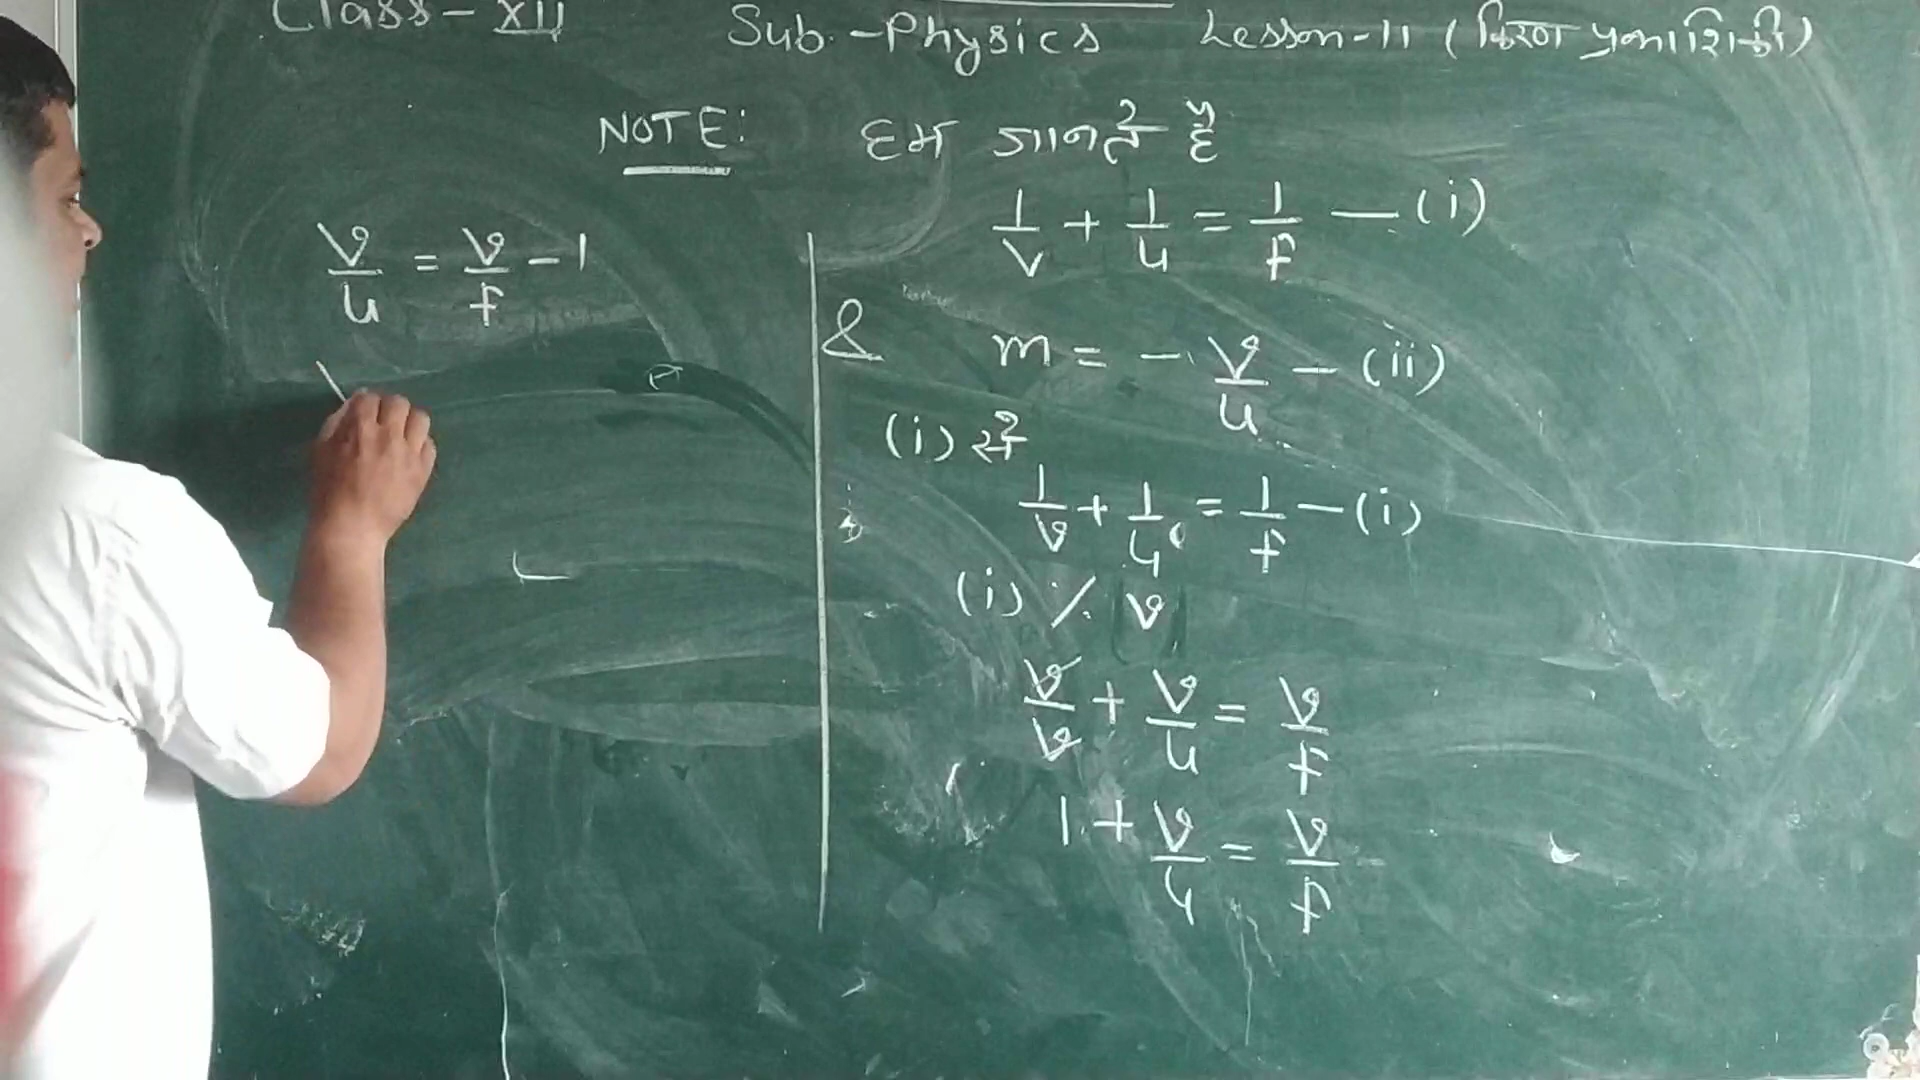 Class - XII Sub.-Physics Lesson-11 (किरण प्रकाशिकी)
NOTE: हम जानते हैं
1/v + 1/u = 1/f — (i)
& m = - v/u - (ii)
(i) से
1/v + 1/u = 1/f - (i)
(i) ٪ v
v/v + v/u = v/f
1 + v/u = v/f
v/u = v/f - 1